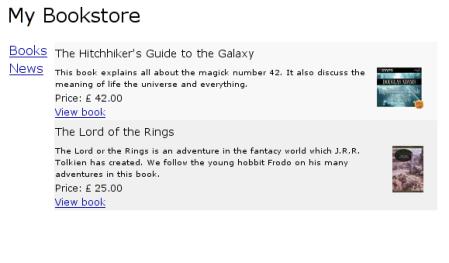 My Bookstore
Books
News
The Hitchhiker's Guide to the Galaxy
This book explains all about the magick number 42. It also discuss the
meaning of life the universe and everything.
Price: £ 42.00
View book
DOUGLAS ADAMS
The Lord of the Rings
The Lord or the Rings is an adventure in the fantacy world which J.R.R.
Tolkien has created. We follow the young hobbit Frodo on his many
adventures in this book.
Price: £ 25.00
View book